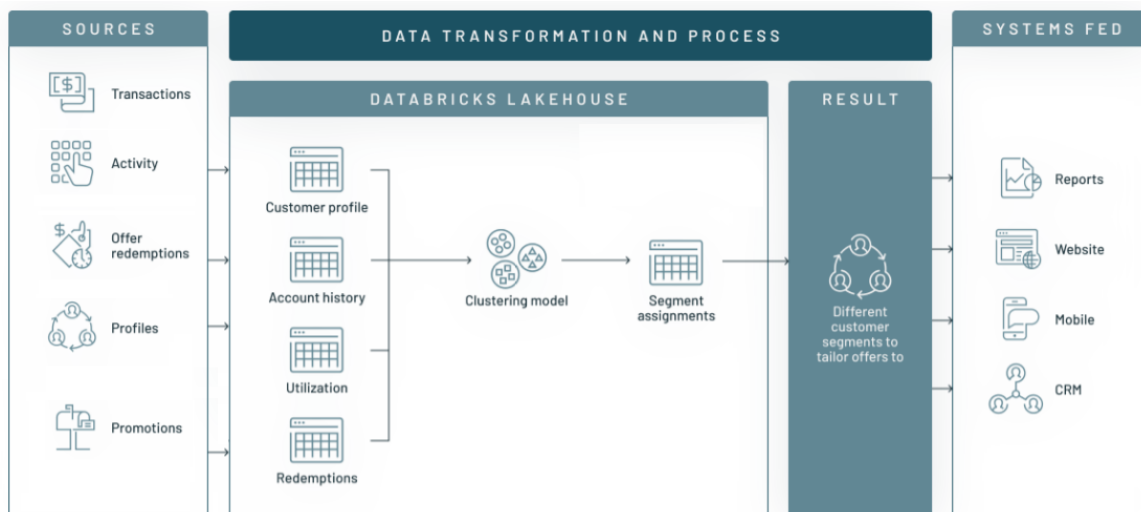 SOURCES
Transactions
Activity
Offer
redemptions
Profiles
Promotions
DATA TRANSFORMATION AND PROCESS
DATABRICKS LAKEHOUSE
Customer profile
Account history
Utilization
Redemptions
Clustering model
Segment
assignments
RESULT
Different
customer
segments to
tailor offers to
SYSTEMS FED
Reports
Website
Mobile
CRM